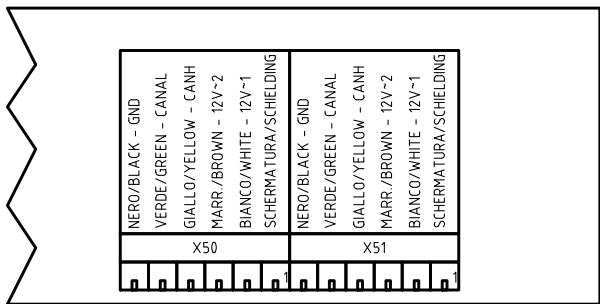 NERO/BLACK - GND
VERDE/GREEN - CANAL
GIALLO/YELLOW - CANH
MARR./BROWN - 12V~2
BIANCO/WHITE - 12V~1
SCHERMATURA/SCHIELDING
NERO/BLACK - GND
VERDE/GREEN - CANAL
GIALLO/YELLOW - CANH
MARR./BROWN - 12V~2
BIANCO/WHITE - 12V~1
SCHERMATURA/SCHIELDING
X50
X51
1
1